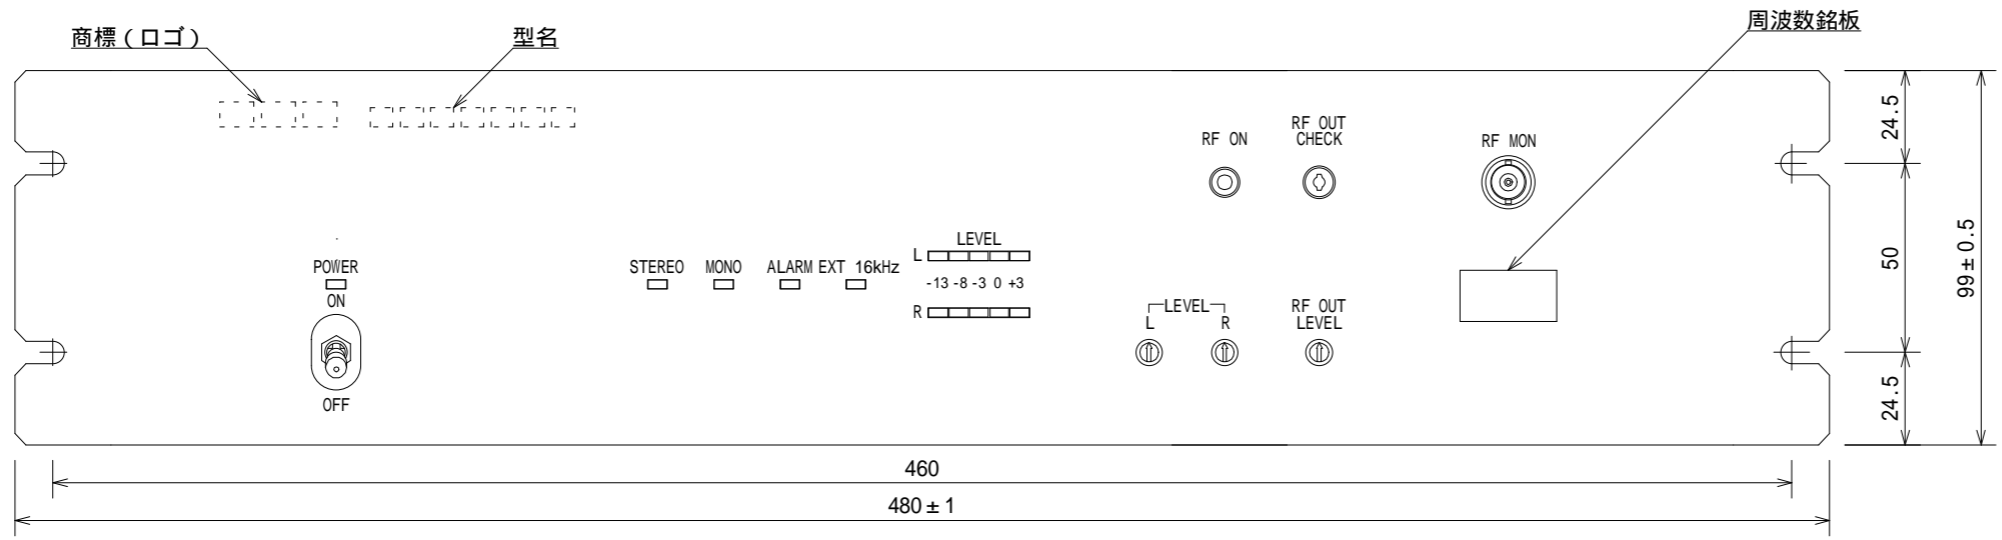 商標（ロゴ）
型名
周波数銘板
RF ON
RF OUT
CHECK
RF MON
24.5
50
24.5
99±0.5
POWER
ON
OFF
STEREO
MONO
ALARM
EXT 16kHz
LEVEL
L
-13 -8 -3 0 +3
R
LEVEL
L
R
RF OUT
LEVEL
460
480±1